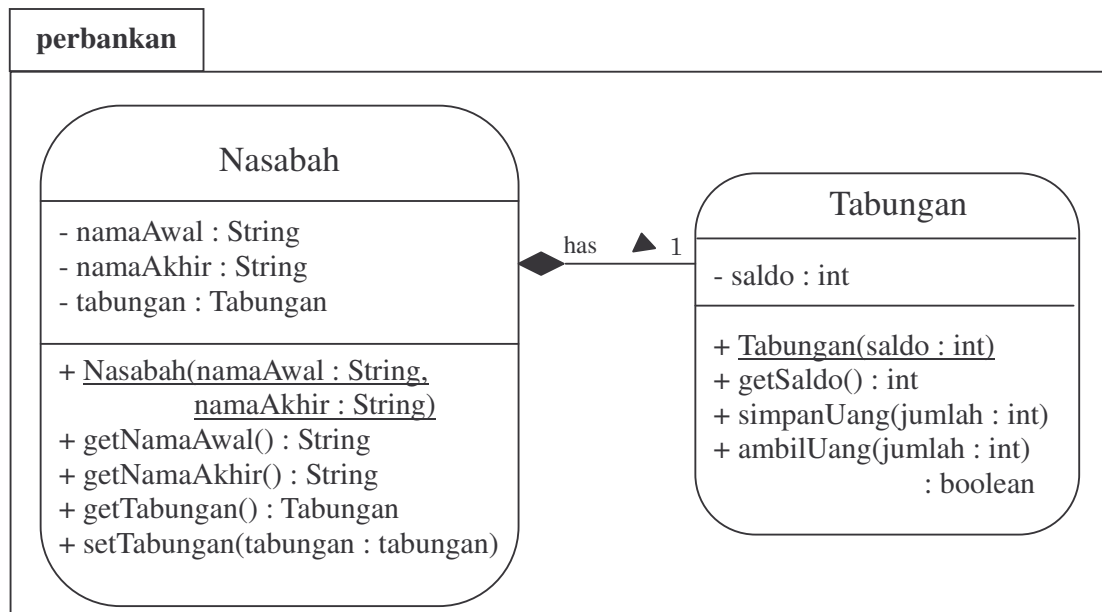 perbankan
Nasabah
- namaAwal : String
- namaAkhir : String
- tabungan : Tabungan
+ Nasabah(namaAwal : String,
namaAkhir : String)
+ getNamaAwal() : String
+ getNamaAkhir() : String
+ getTabungan() : Tabungan
+ setTabungan(tabungan : tabungan)
has
1
Tabungan
- saldo : int
+ Tabungan(saldo : int)
+ getSaldo() : int
+ simpanUang(jumlah : int)
+ ambilUang(jumlah : int)
: boolean